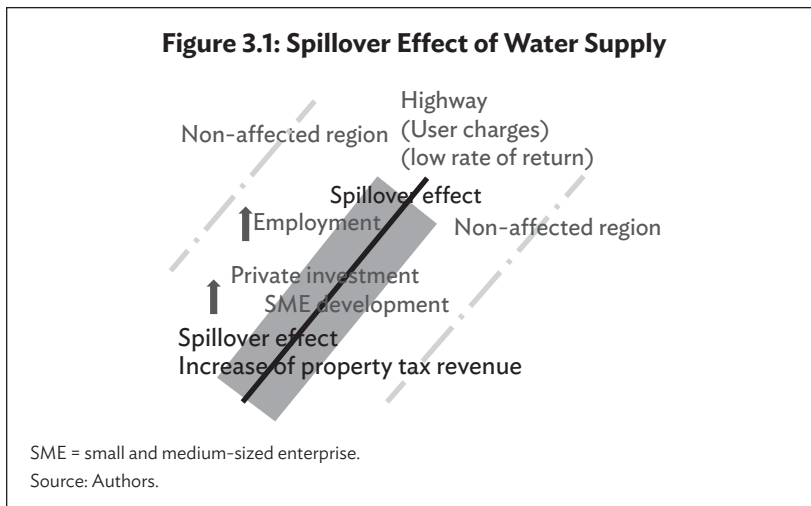 Figure 3.1: Spillover Effect of Water Supply
Highway
(User charges)
(low rate of return)
Non-affected region
Spillover effect
Employment
Non-affected region
Private investment
SME development
Spillover effect
Increase of property tax revenue
SME = small and medium-sized enterprise.
Source: Authors.